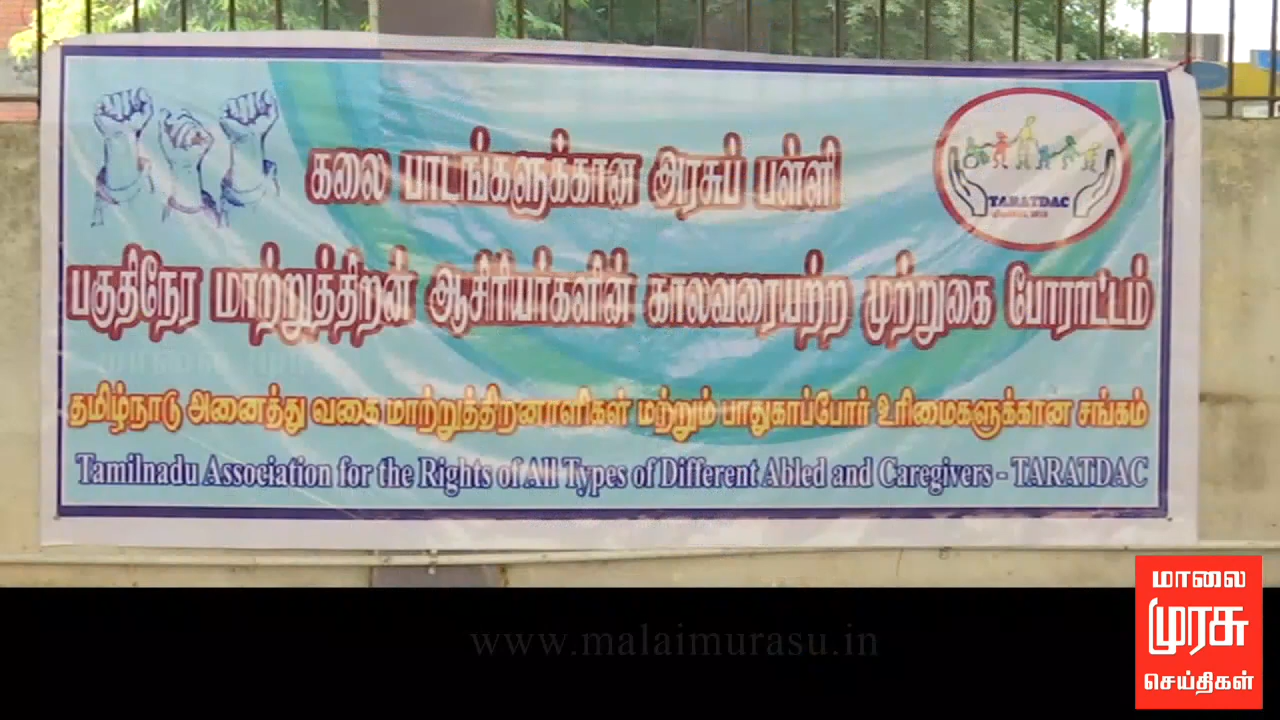 கலை பாடங்களுக்கான அரசுப் பள்ளி
TARATDAC
பகுதிநேர மாற்றுத்திறன் ஆசிரியர்களின் காலவரையற்ற முற்றுகை போராட்டம்
தமிழ்நாடு அனைத்து வகை மாற்றுத்திறனாளிகள் மற்றும் பாதுகாப்போர் உரிமைகளுக்கான சங்கம்
Tamilnadu Association for the Rights of All Types of Different Abled and Caregivers - TARATDAC
www.malaimurasu.in
மாலை
முரசு
செய்திகள்